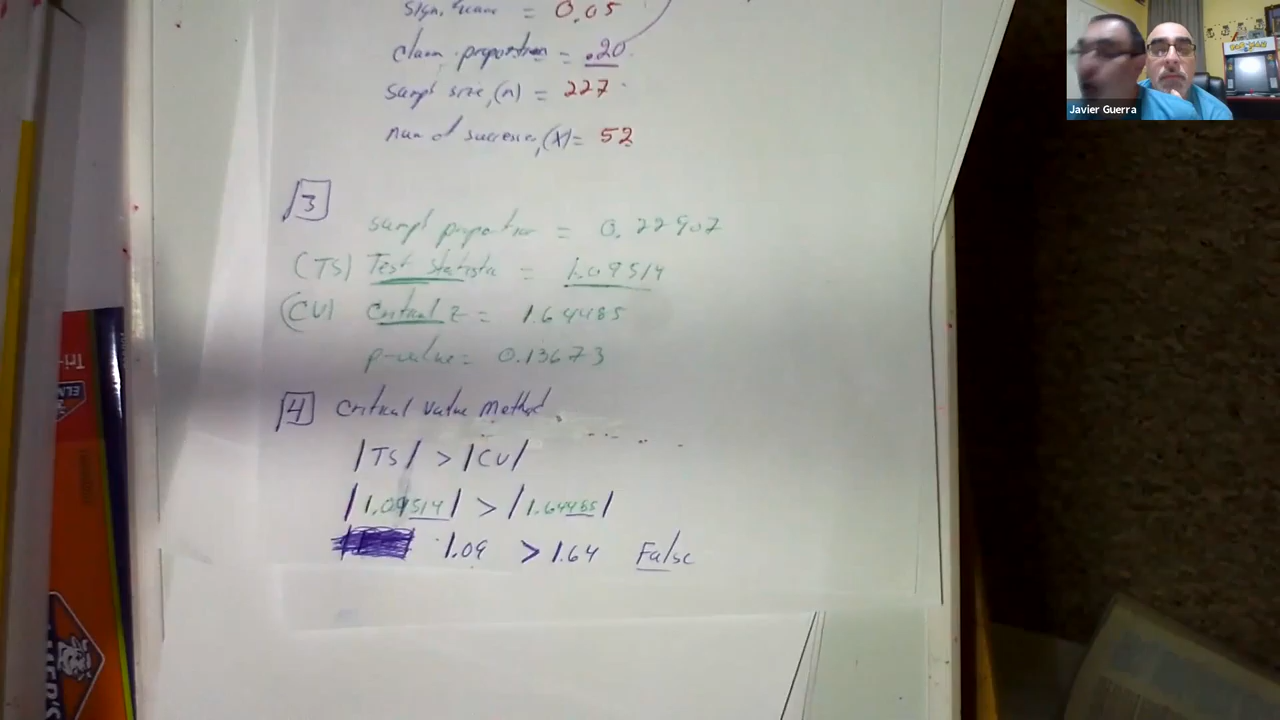 = 0.05
claim proportion = .20
sampl size, (n) = 227
num of success, (X) = 52
3
sampl proportion = 0.22907
(TS) Test Statistic = 1.09514
(CV) Critical Z = 1.64485
p-value = 0.13673
4 Critical Value Method
|TS| > |CV|
|1.09514| > |1.64485|
1.09 > 1.64 False
Javier Guerra
Tri-
ELMER'S